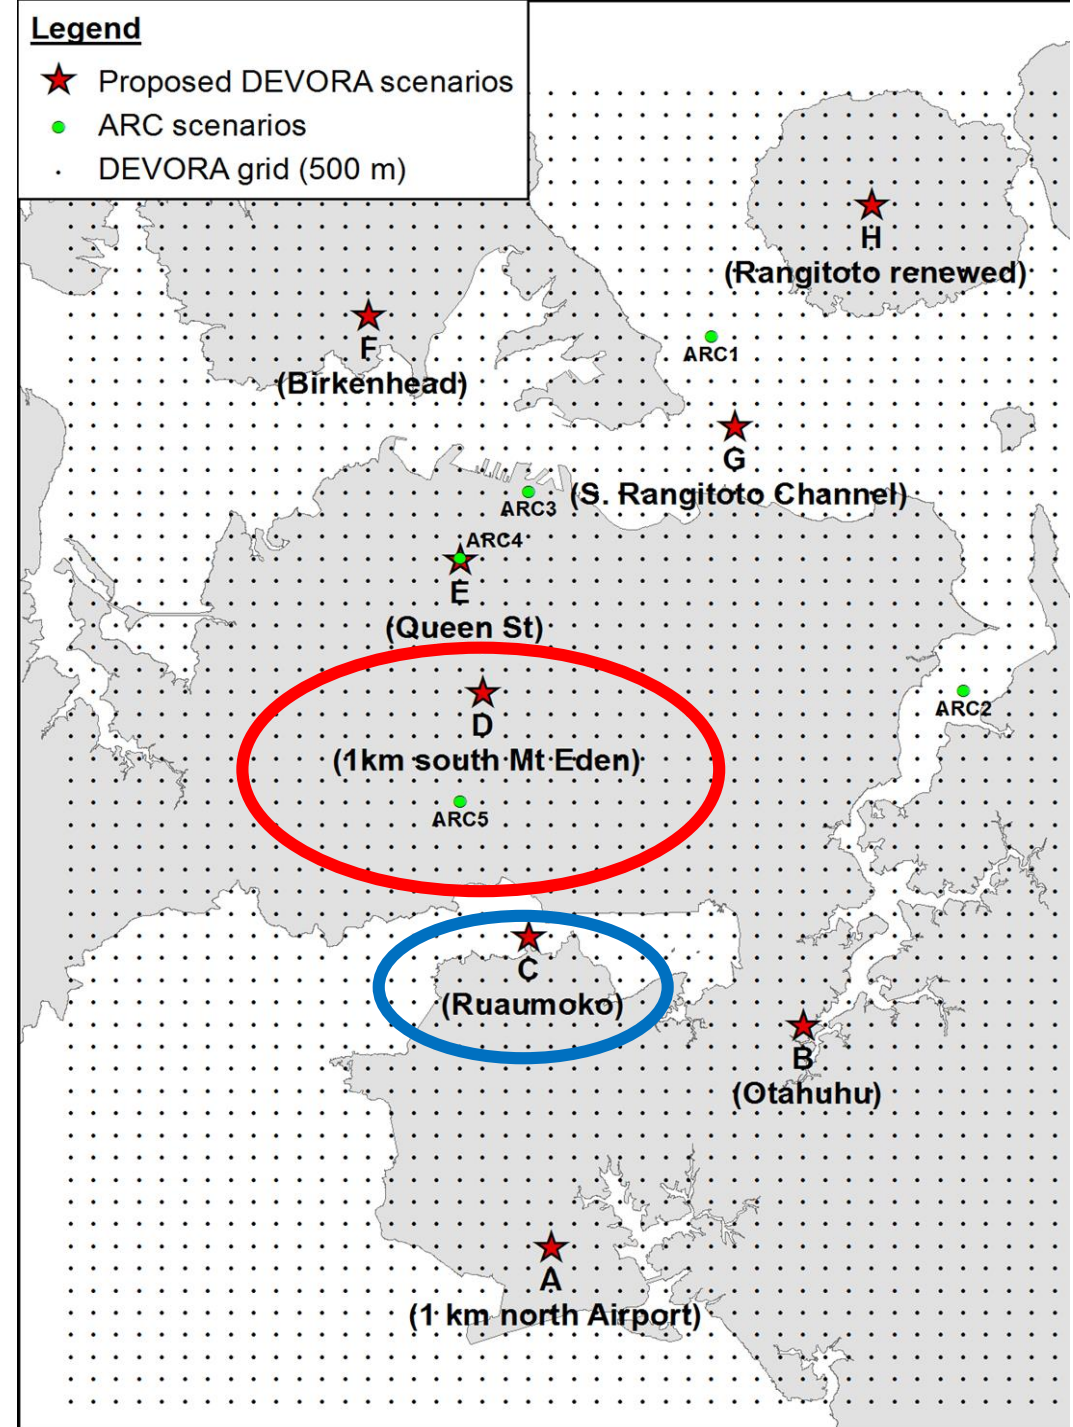 Legend
Proposed DEVORA scenarios
ARC scenarios
DEVORA grid (500 m)
H
(Rangitoto renewed)
F
(Birkenhead)
ARC1
G
(S. Rangitoto Channel)
ARC3
ARC4
E
(Queen St)
D
(1km south Mt Eden)
ARC2
ARC5
C
(Ruaumoko)
B
(Otahuhu)
A
(1 km north Airport)